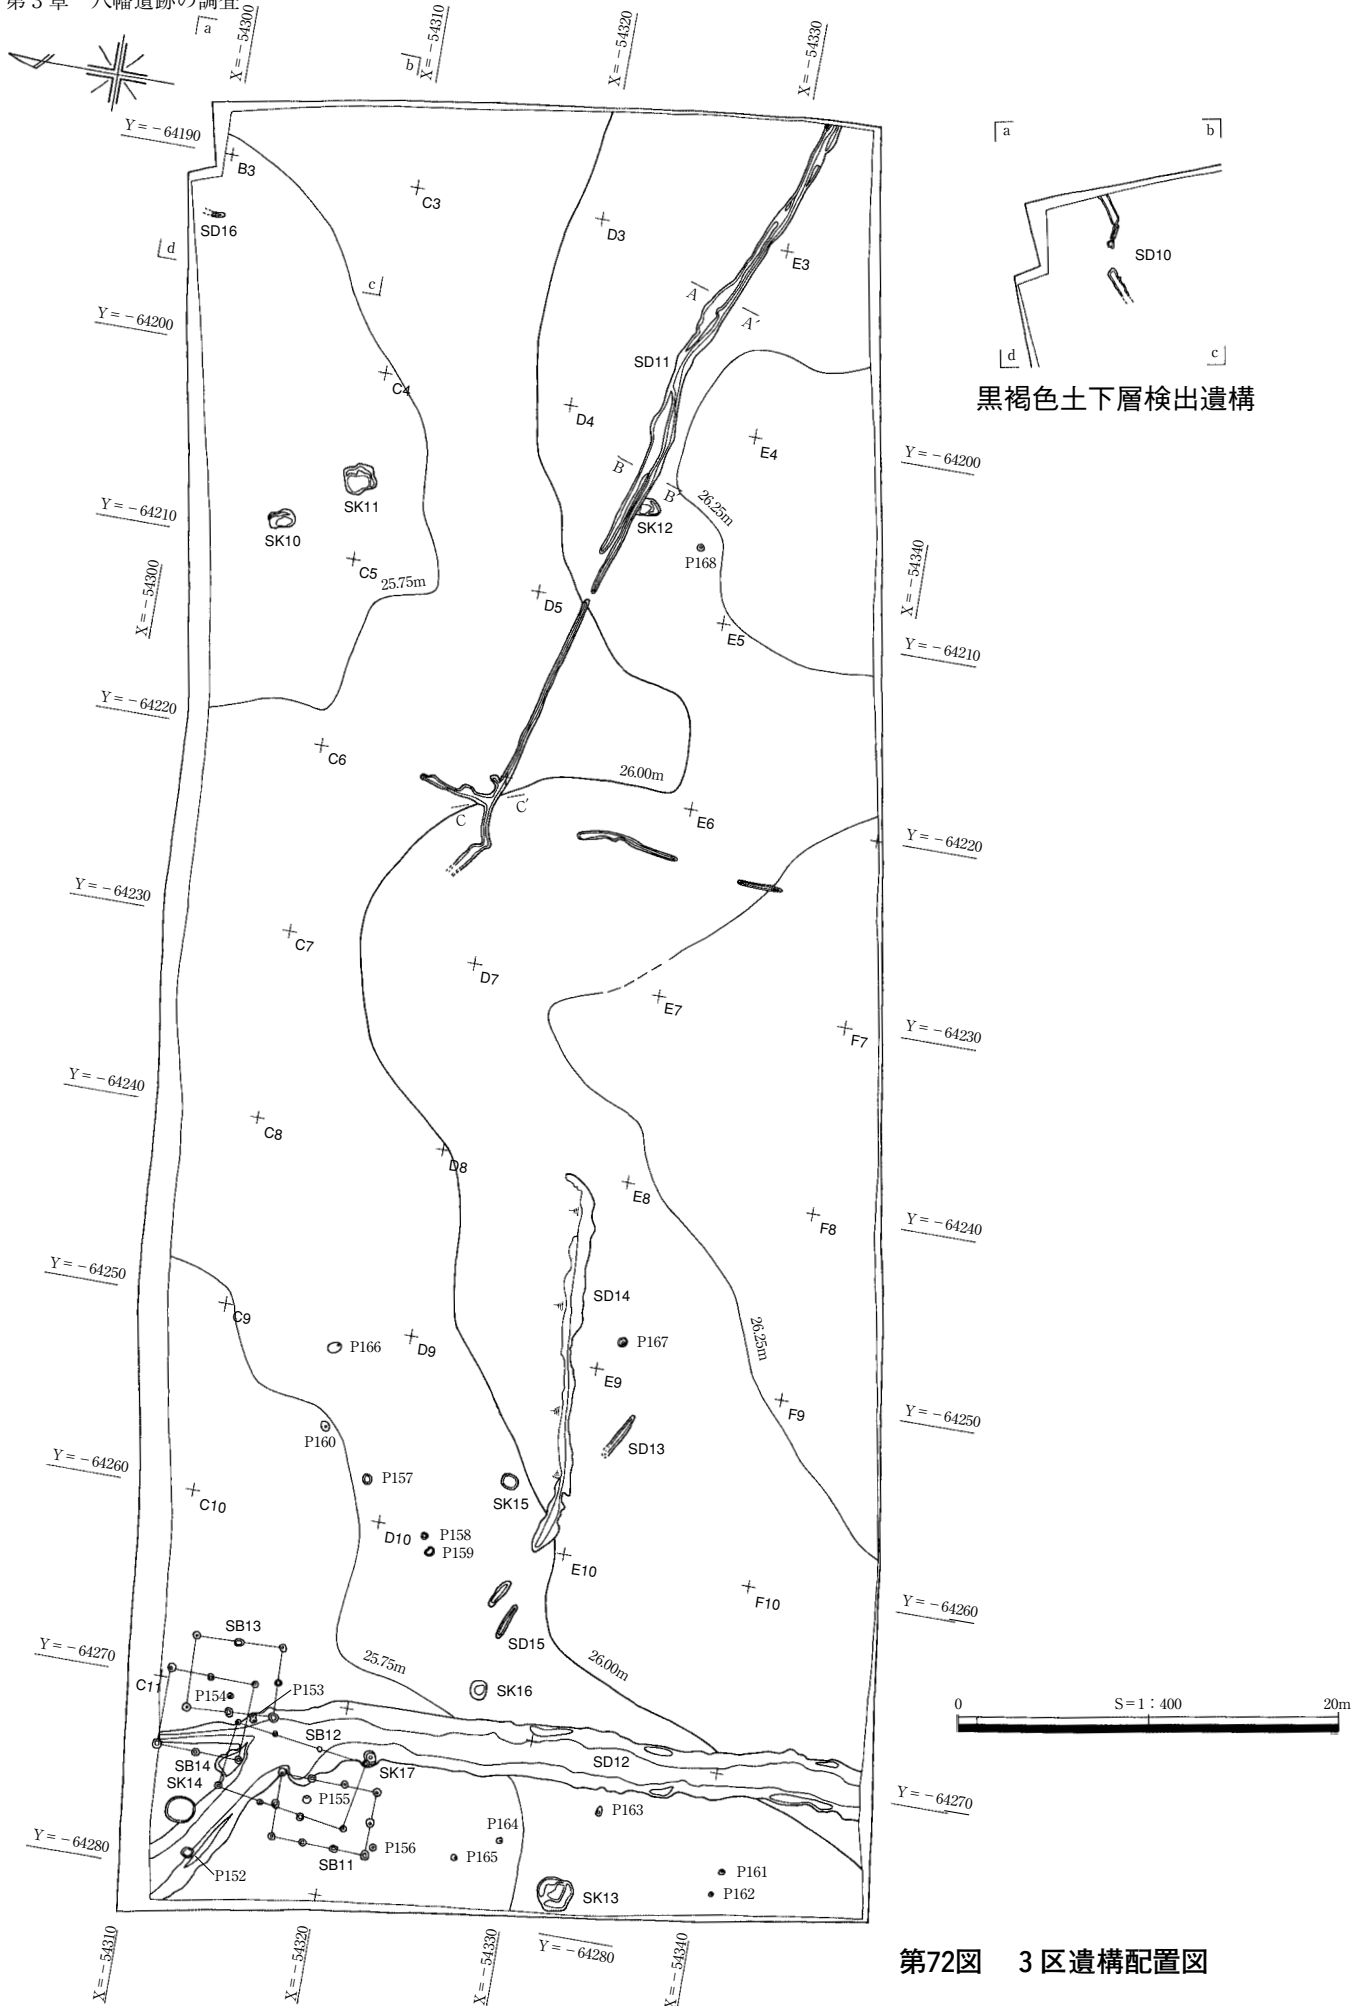 第3章　八幡遺跡の調査
a
X=−54300
b
X=−54310
X=−54320
X=−54330
Y=−64190
B3
C3
D3
E3
SD16
d
c
A
A′
SD11
Y=−64200
C4
D4
E4
B
B′
26.25m
Y=−64200
a
b
SD10
d
c
黒褐色土下層検出遺構
SK11
SK10
SK12
P168
Y=−64210
C5
25.75m
D5
E5
X=−54300
X=−54340
Y=−64210
Y=−64220
C6
26.00m
C
C′
E6
Y=−64220
Y=−64230
C7
D7
E7
F7
Y=−64230
Y=−64240
C8
D8
E8
F8
Y=−64240
Y=−64250
C9
SD14
P166
D9
P167
E9
26.25m
F9
Y=−64250
P160
SD13
Y=−64260
C10
P157
SK15
D10
P158
P159
E10
F10
Y=−64260
SD15
SB13
Y=−64270
C11
25.75m
26.00m
P154
P153
SK16
SB12
SD12
SB14
SK14
SK17
P155
P163
Y=−64270
P164
P165
P156
SB11
Y=−64280
P152
P161
P162
SK13
0
S=1：400
20m
X=−54310
X=−54320
X=−54330
Y=−64280
X=−54340
第72図　3区遺構配置図